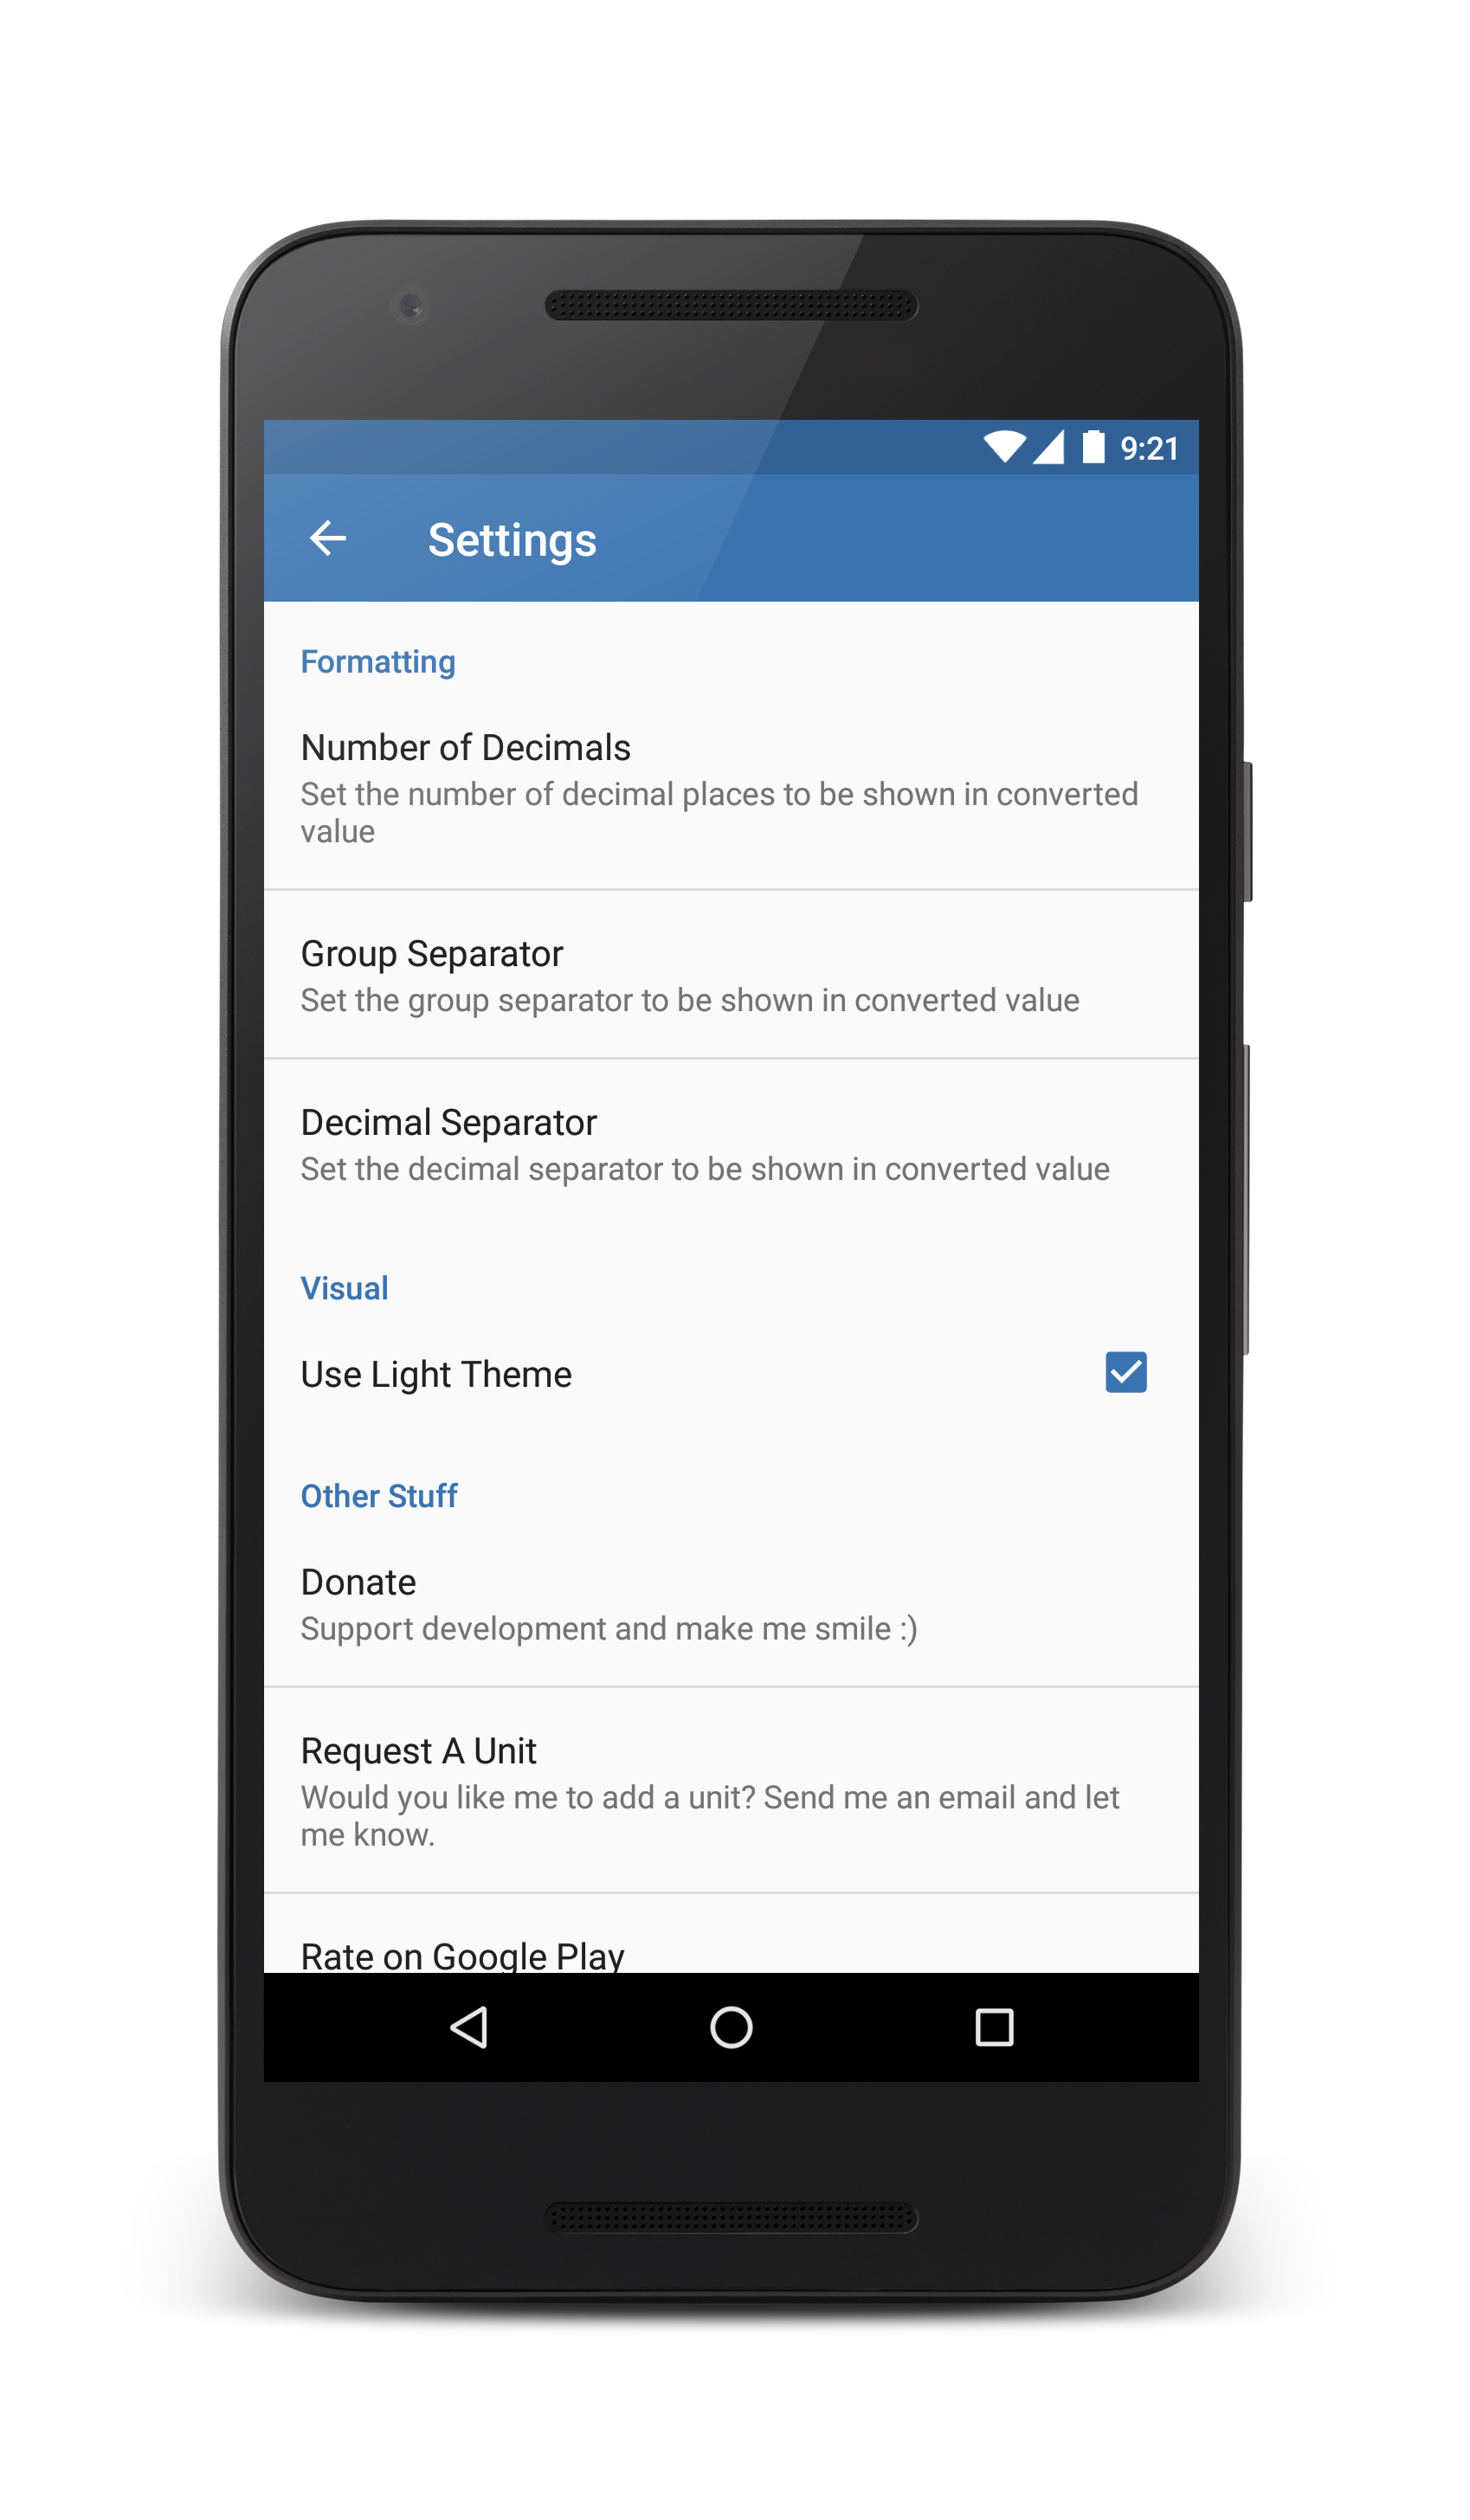 9:21
Settings
Formatting
Number of Decimals
Set the number of decimal places to be shown in converted
value
Group Separator
Set the group separator to be shown in converted value
Decimal Separator
Set the decimal separator to be shown in converted value
Visual
Use Light Theme
Other Stuff
Donate
Support development and make me smile :)
Request A Unit
Would you like me to add a unit? Send me an email and let
me know.
Rate on Google Play